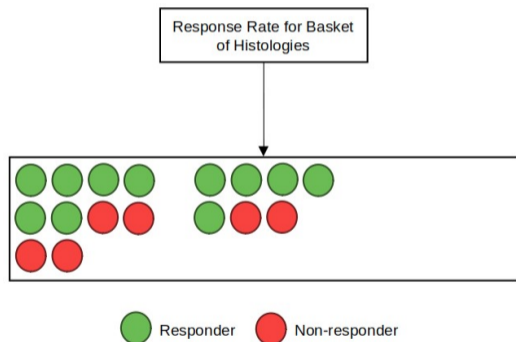 Response Rate for Basket
of Histologies
Responder
Non-responder